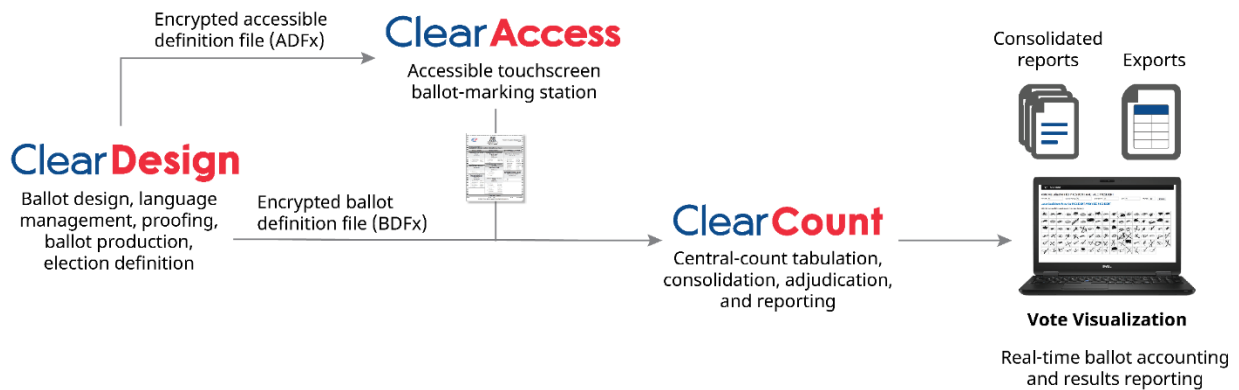 Encrypted accessible
definition file (ADFx)
ClearAccess
Accessible touchscreen
ballot-marking station
ClearDesign
Ballot design, language
management, proofing,
ballot production,
election definition
Encrypted ballot
definition file (BDFx)
ClearCount
Central-count tabulation,
consolidation, adjudication,
and reporting
Consolidated
reports
Exports
Vote Visualization
Real-time ballot accounting
and results reporting